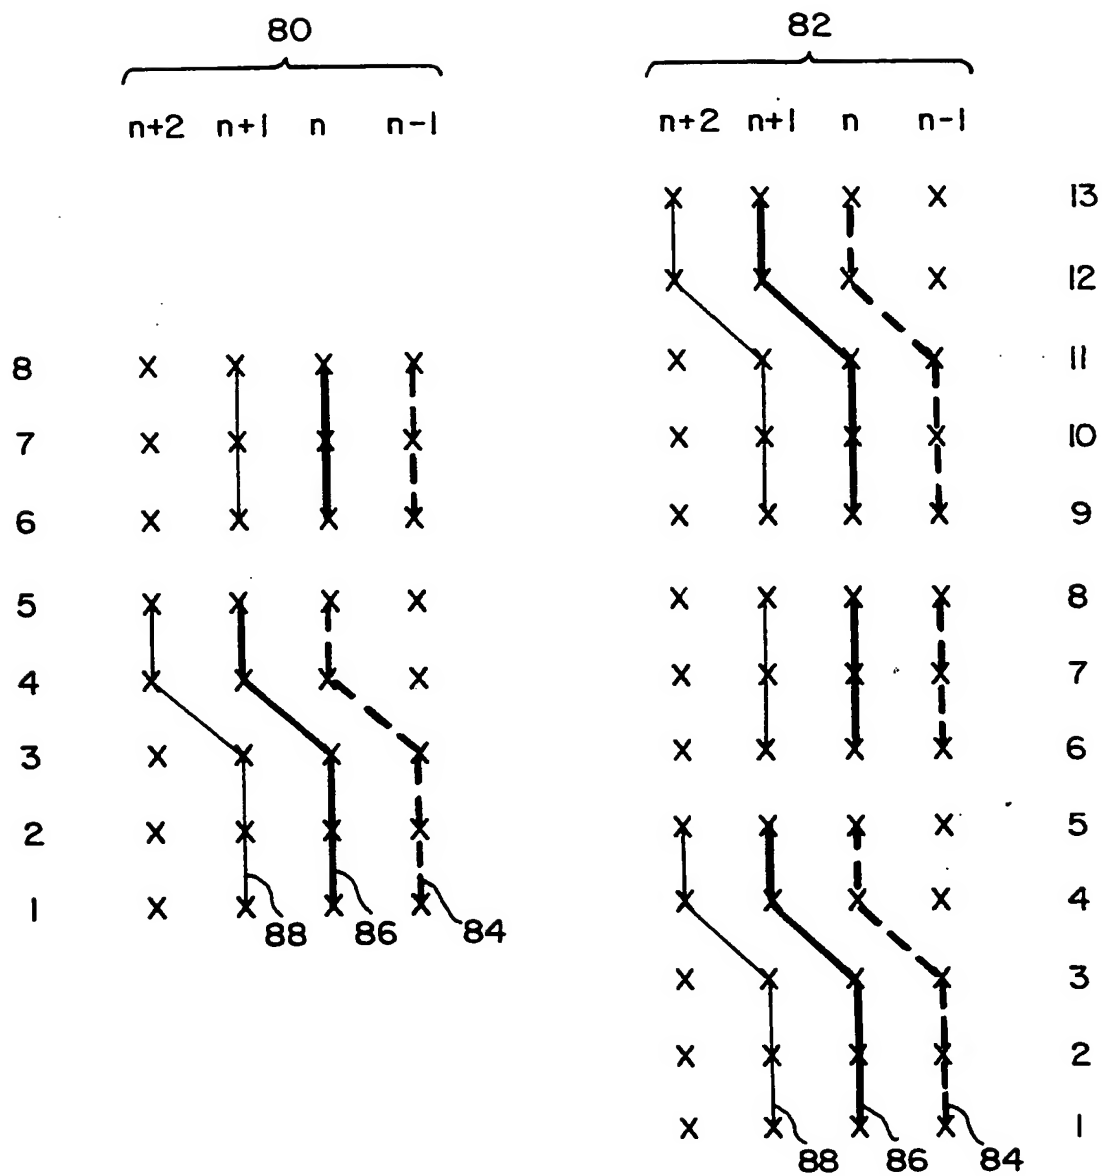 80
n+2 n+1 n n-1
8 X X X X
7 X X X X
6 X X X X
5 X X X X
4 X X X X
3 X X X X
2 X X X X
1 X X X X
88 86 84
82
n+2 n+1 n n-1
X X X X 13
X X X X 12
X X X X 11
X X X X 10
X X X X 9
X X X X 8
X X X X 7
X X X X 6
X X X X 5
X X X X 4
X X X X 3
X X X X 2
X X X X 1
88 86 84